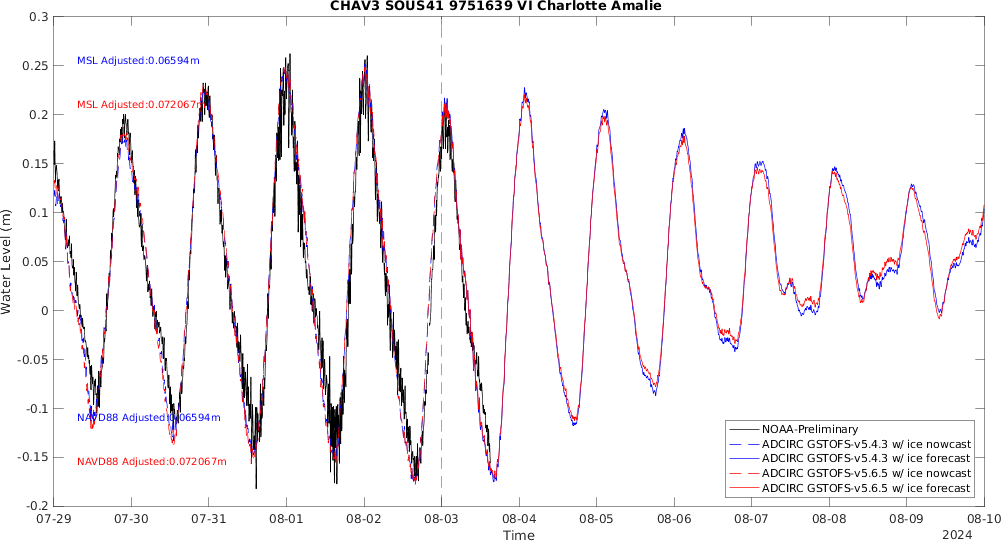 CHAV3 SOUS41 9751639 VI Charlotte Amalie
0.3
0.25
0.2
0.15
0.1
0.05
0
-0.05
-0.1
-0.15
-0.2
Water Level (m)
MSL Adjusted:0.06594m
MSL Adjusted:0.072067m
NAVD88 Adjusted:0.06594m
NAVD88 Adjusted:0.072067m
NOAA-Preliminary
ADCIRC GSTOFS-v5.4.3 w/ ice nowcast
ADCIRC GSTOFS-v5.4.3 w/ ice forecast
ADCIRC GSTOFS-v5.6.5 w/ ice nowcast
ADCIRC GSTOFS-v5.6.5 w/ ice forecast
07-29 07-30 07-31 08-01 08-02 08-03 08-04 08-05 08-06 08-07 08-08 08-09 08-10
Time
2024